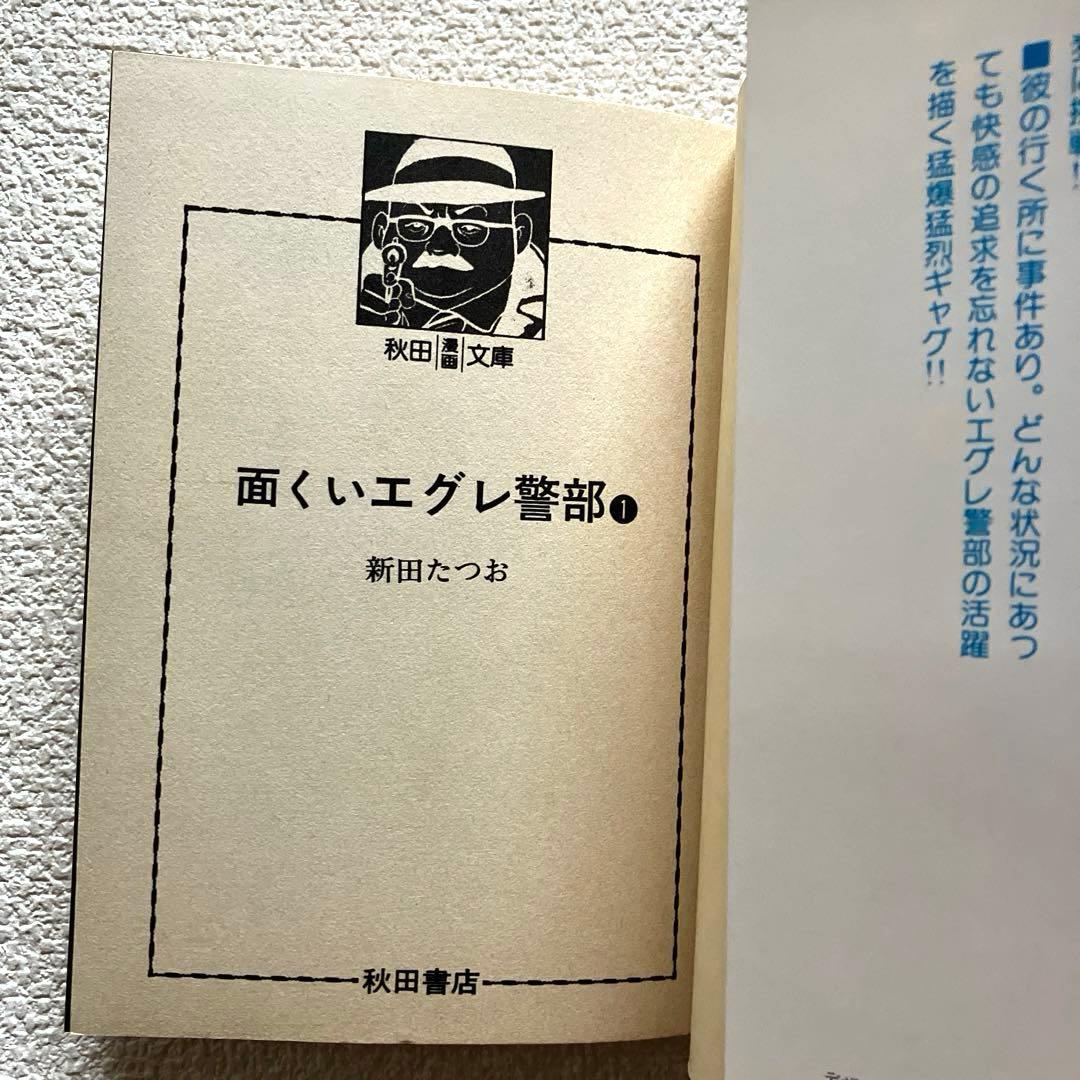 秋田漫画文庫
面くいエグレ警部❶
新田たつお
秋田書店
■彼の行く所に事件あり。どんな状況にあつ
ても快感の追求を忘れないエグレ警部の活躍
を描く猛爆猛烈ギャグ!!